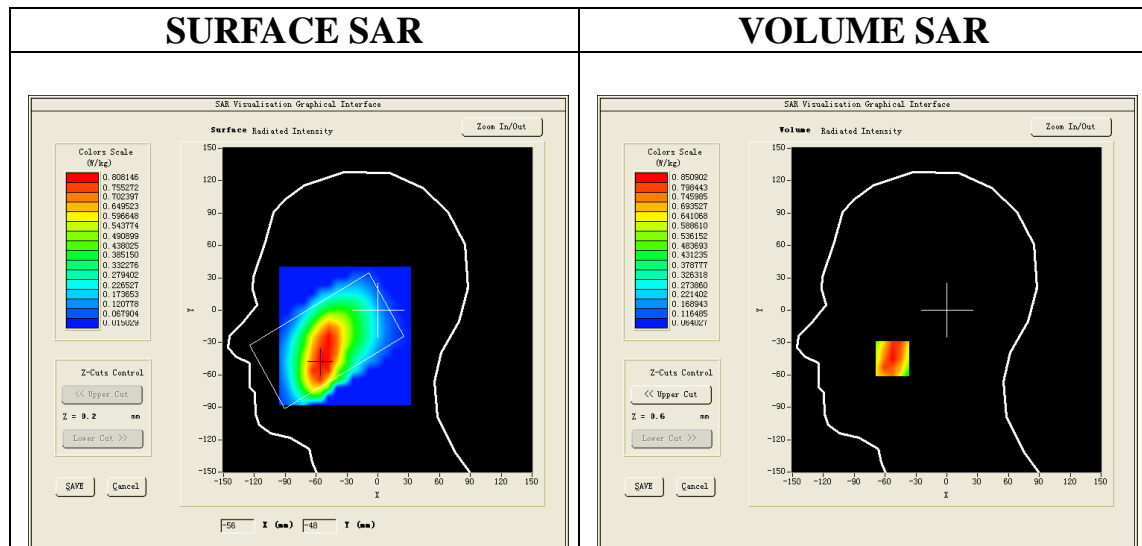 SURFACE SAR
VOLUME SAR
SAR Visualisation Graphical Interface
Surface Radiated Intensity
Zoom In/Out
Colors Scale
(W/kg)
0.808146
0.755272
0.702397
0.649523
0.596648
0.543774
0.490899
0.438025
0.385150
0.332276
0.279402
0.226527
0.173653
0.120778
0.067904
0.015029
150
120
90
60
30
0
-30
-60
-90
-120
-150
Y
-150 -120 -90 -60 -30 0 30 60 90 120 150
X
Z-Cuts Control
<< Upper Cut
Z = 0.2 mm
Lower Cut >>
SAVE
Cancel
-56 X (mm) -48 Y (mm)
SAR Visualisation Graphical Interface
Volume Radiated Intensity
Zoom In/Out
Colors Scale
(W/kg)
0.850902
0.798443
0.745985
0.693527
0.641068
0.588610
0.536152
0.483693
0.431235
0.378777
0.326318
0.273860
0.221402
0.168943
0.116485
0.064027
150
120
90
60
30
0
-30
-60
-90
-120
-150
Y
-150 -120 -90 -60 -30 0 30 60 90 120 150
X
Z-Cuts Control
<< Upper Cut
Z = 0.6 mm
Lower Cut >>
SAVE
Cancel